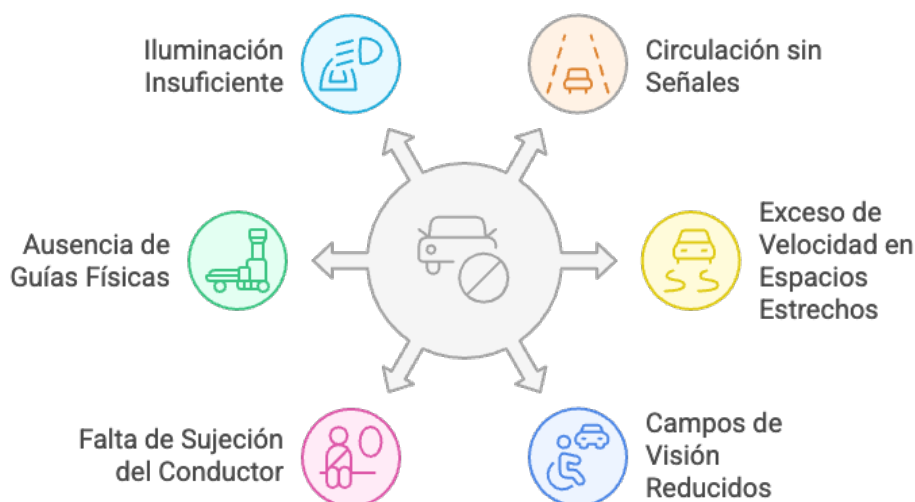 Iluminación
Insuficiente
Circulación sin
Señales
Ausencia de
Guías Físicas
Exceso de
Velocidad en
Espacios
Estrechos
Falta de Sujeción
del Conductor
Campos de
Visión
Reducidos